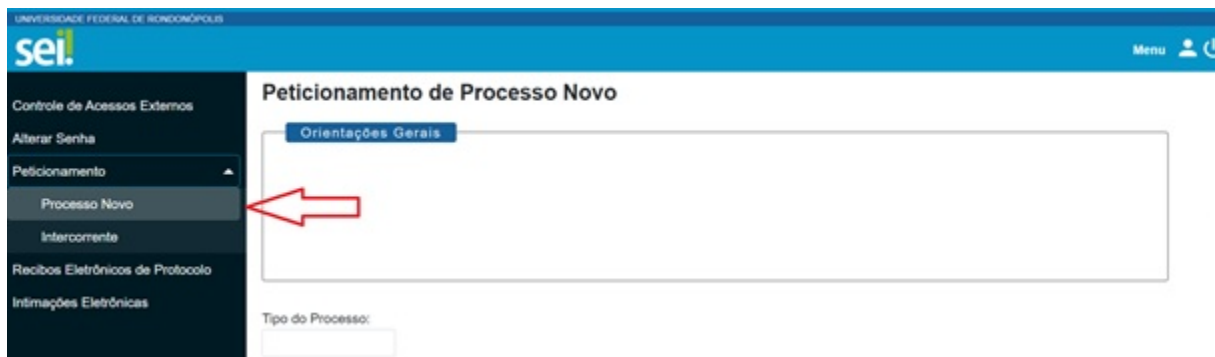 UNIVERSIDADE FEDERAL DE RONDONÓPOLIS
sei!
Menu
Controle de Acessos Externos
Alterar Senha
Peticionamento
Processo Novo
Intercorrente
Recibos Eletrônicos de Protocolo
Intimações Eletrônicas
Peticionamento de Processo Novo
Orientações Gerais
Tipo do Processo: